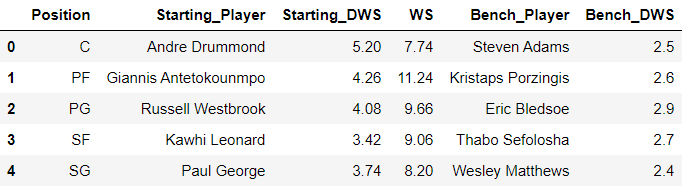 Position Starting_Player Starting_DWS WS Bench_Player Bench_DWS
0 C Andre Drummond 5.20 7.74 Steven Adams 2.5
1 PF Giannis Antetokounmpo 4.26 11.24 Kristaps Porzingis 2.6
2 PG Russell Westbrook 4.08 9.66 Eric Bledsoe 2.9
3 SF Kawhi Leonard 3.42 9.06 Thabo Sefolosha 2.7
4 SG Paul George 3.74 8.20 Wesley Matthews 2.4